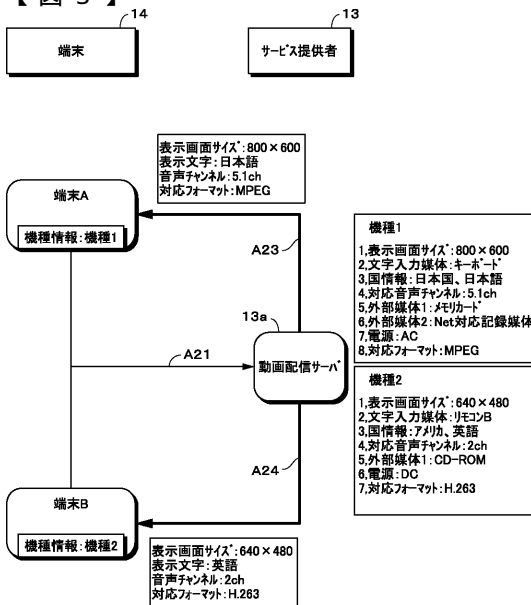 【図3】
14
13
端末
サービス提供者
表示画面サイズ:800×600
表示文字:日本語
音声チャンネル:5.1ch
対応フォーマット:MPEG
端末A
機種情報:機種1
A23
機種1
1,表示画面サイズ:800×600
2,文字入力媒体:キーボード
3,国情報:日本国、日本語
4,対応音声チャンネル:5.1ch
5,外部媒体1:メモリカード
6,外部媒体2:Net対応記録媒体
7,電源:AC
8,対応フォーマット:MPEG
13a
A21
動画配信サーバ
機種2
1,表示画面サイズ:640×480
2,文字入力媒体:リモコンB
3,国情報:アメリカ、英語
4,対応音声チャンネル:2ch
5,外部媒体1:CD-ROM
6,電源:DC
7,対応フォーマット:H.263
A24
端末B
機種情報:機種2
表示画面サイズ:640×480
表示文字:英語
音声チャンネル:2ch
対応フォーマット:H.263